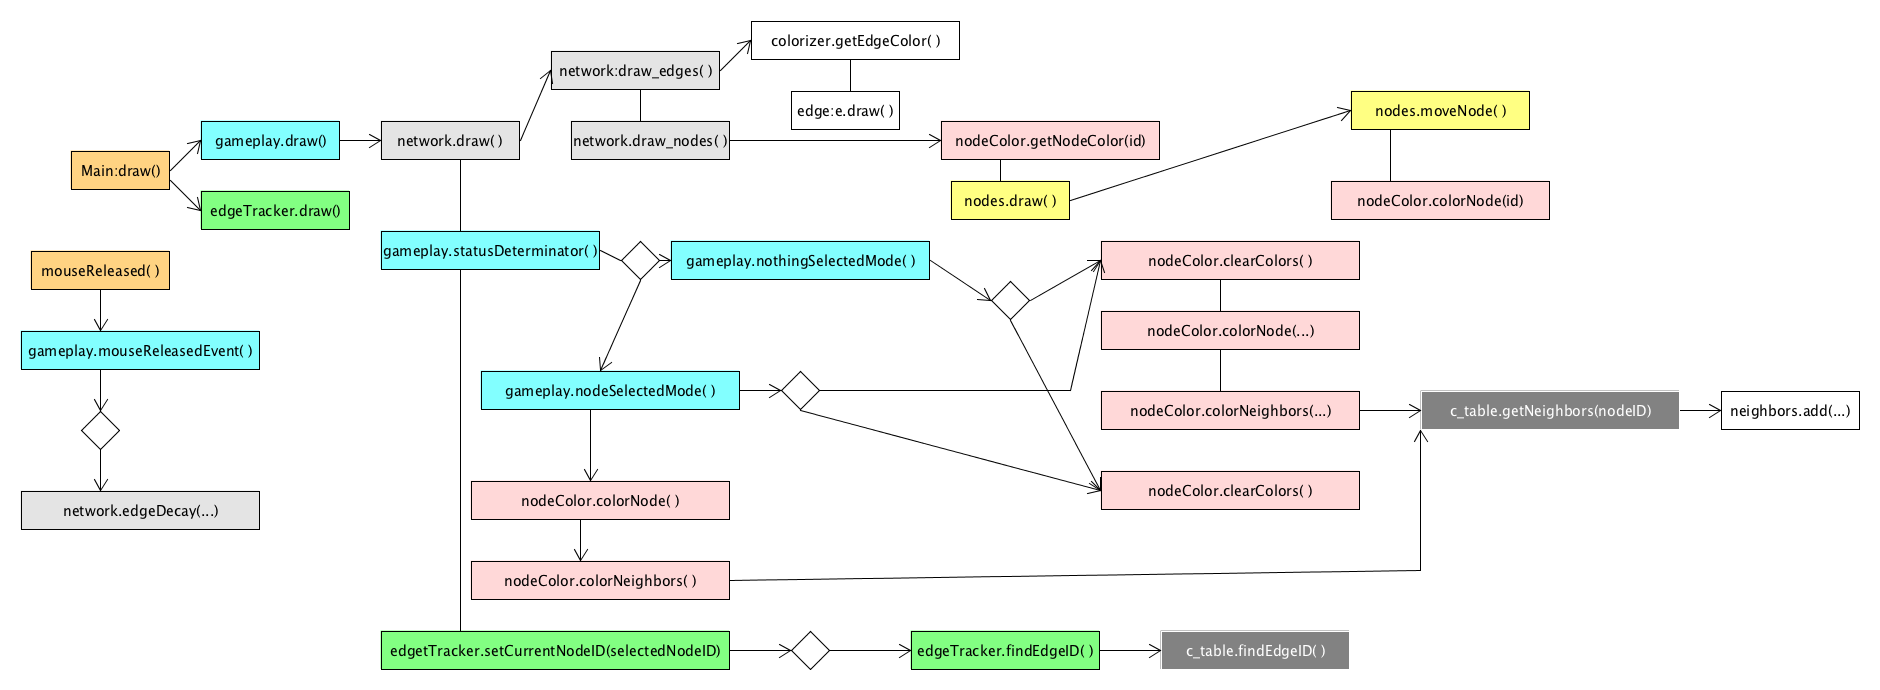 colorizer.getEdgeColor( )
network:draw_edges( )
edge:e.draw( )
nodes.moveNode( )
gameplay.draw()
network.draw( )
network.draw_nodes( )
nodeColor.getNodeColor(id)
Main:draw()
edgeTracker.draw()
nodes.draw( )
nodeColor.colorNode(id)
gameplay.statusDeterminator( )
gameplay.nothingSelectedMode( )
nodeColor.clearColors( )
mouseReleased( )
nodeColor.colorNode(...)
gameplay.mouseReleasedEvent( )
gameplay.nodeSelectedMode( )
nodeColor.colorNeighbors(...)
c_table.getNeighbors(nodeID)
neighbors.add(...)
nodeColor.clearColors( )
nodeColor.colorNode( )
network.edgeDecay(...)
nodeColor.colorNeighbors( )
edgetTracker.setCurrentNodeID(selectedNodeID)
edgeTracker.findEdgeID( )
c_table.findEdgeID( )